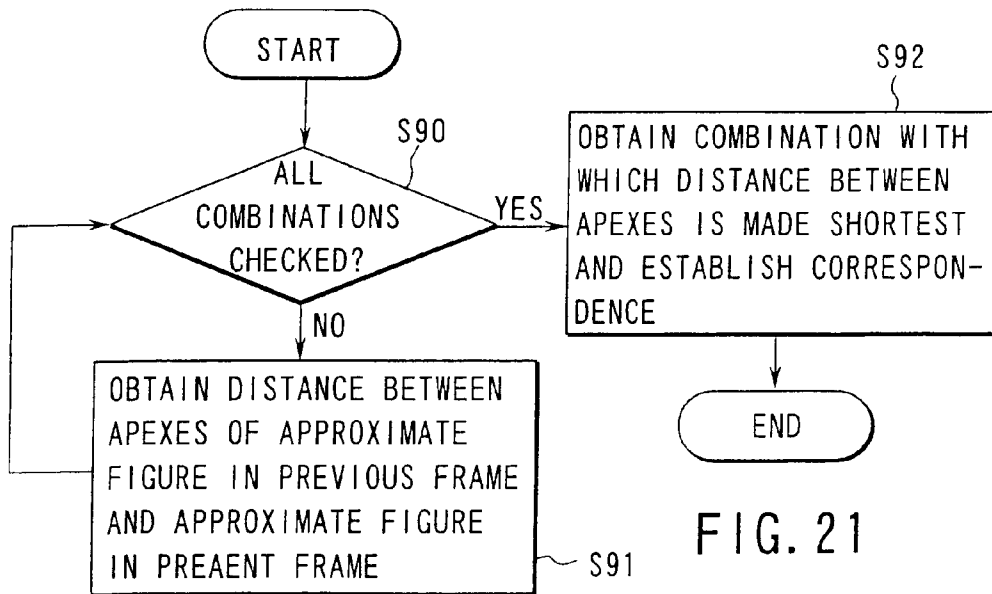 START
S90
ALL
COMBINATIONS
CHECKED?
YES
NO
S92
OBTAIN COMBINATION WITH
WHICH DISTANCE BETWEEN
APEXES IS MADE SHORTEST
AND ESTABLISH CORRESPON-
DENCE
END
OBTAIN DISTANCE BETWEEN
APEXES OF APPROXIMATE
FIGURE IN PREVIOUS FRAME
AND APPROXIMATE FIGURE
IN PREAENT FRAME
S91
FIG. 21